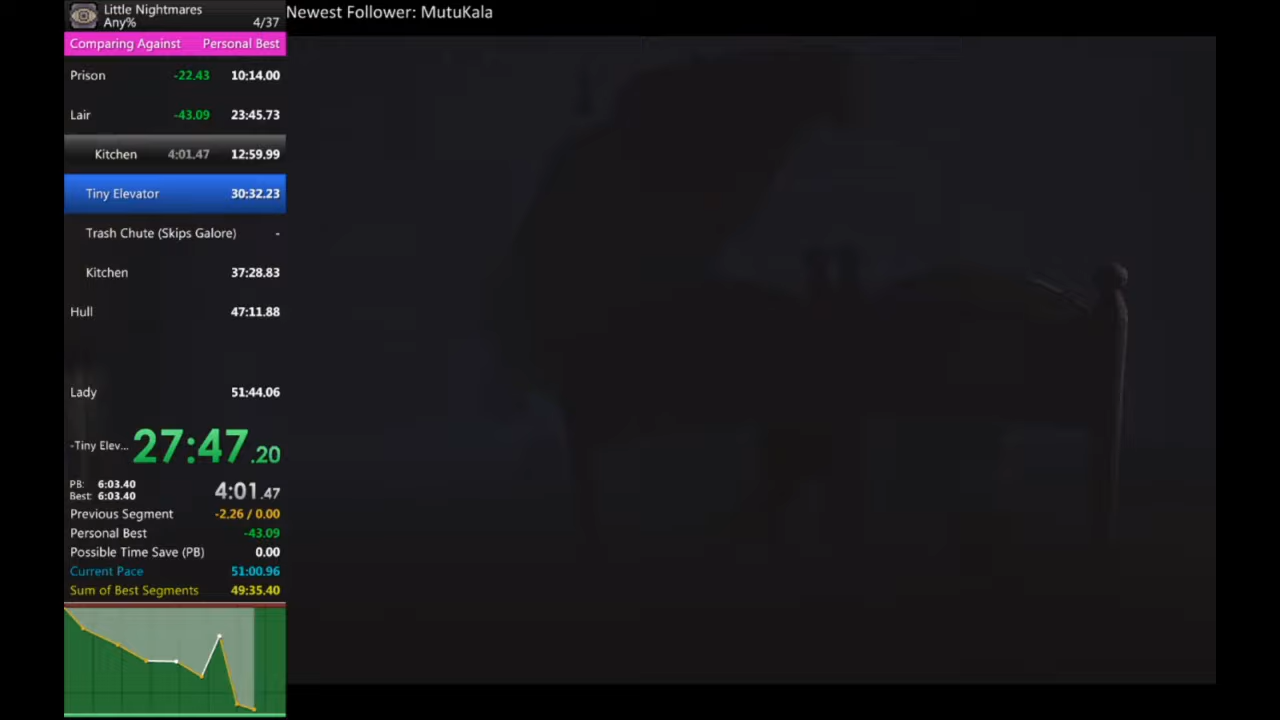 Little Nightmares
Any% 4/37
Newest Follower: MutuKala
Comparing Against Personal Best
Prison -22.43 10:14.00
Lair -43.09 23:45.73
Kitchen 4:01.47 12:59.99
Tiny Elevator 30:32.23
Trash Chute (Skips Galore) -
Kitchen 37:28.83
Hull 47:11.88
Lady 51:44.06
-Tiny Elev... 27:47.20
PB: 6:03.40
Best: 6:03.40
4:01.47
Previous Segment -2.26 / 0.00
Personal Best -43.09
Possible Time Save (PB) 0.00
Current Pace 51:00.96
Sum of Best Segments 49:35.40